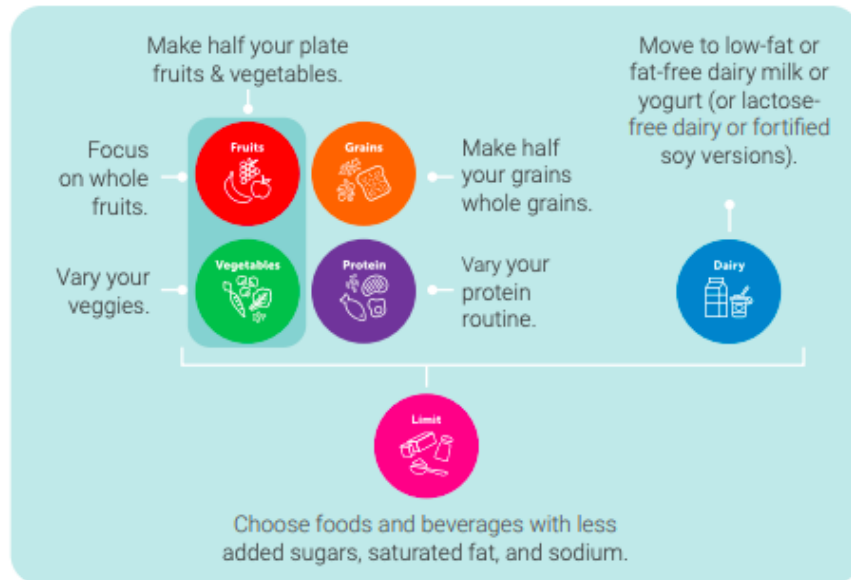 Make half your plate
fruits & vegetables.
Move to low-fat or
fat-free dairy milk or
yogurt (or lactose-
free dairy or fortified
soy versions).
Focus
on whole
fruits.
Fruits
Grains
Make half
your grains
whole grains.
Vary your
veggies.
Vegetables
Protein
Vary your
protein
routine.
Dairy
Limit
Choose foods and beverages with less
added sugars, saturated fat, and sodium.